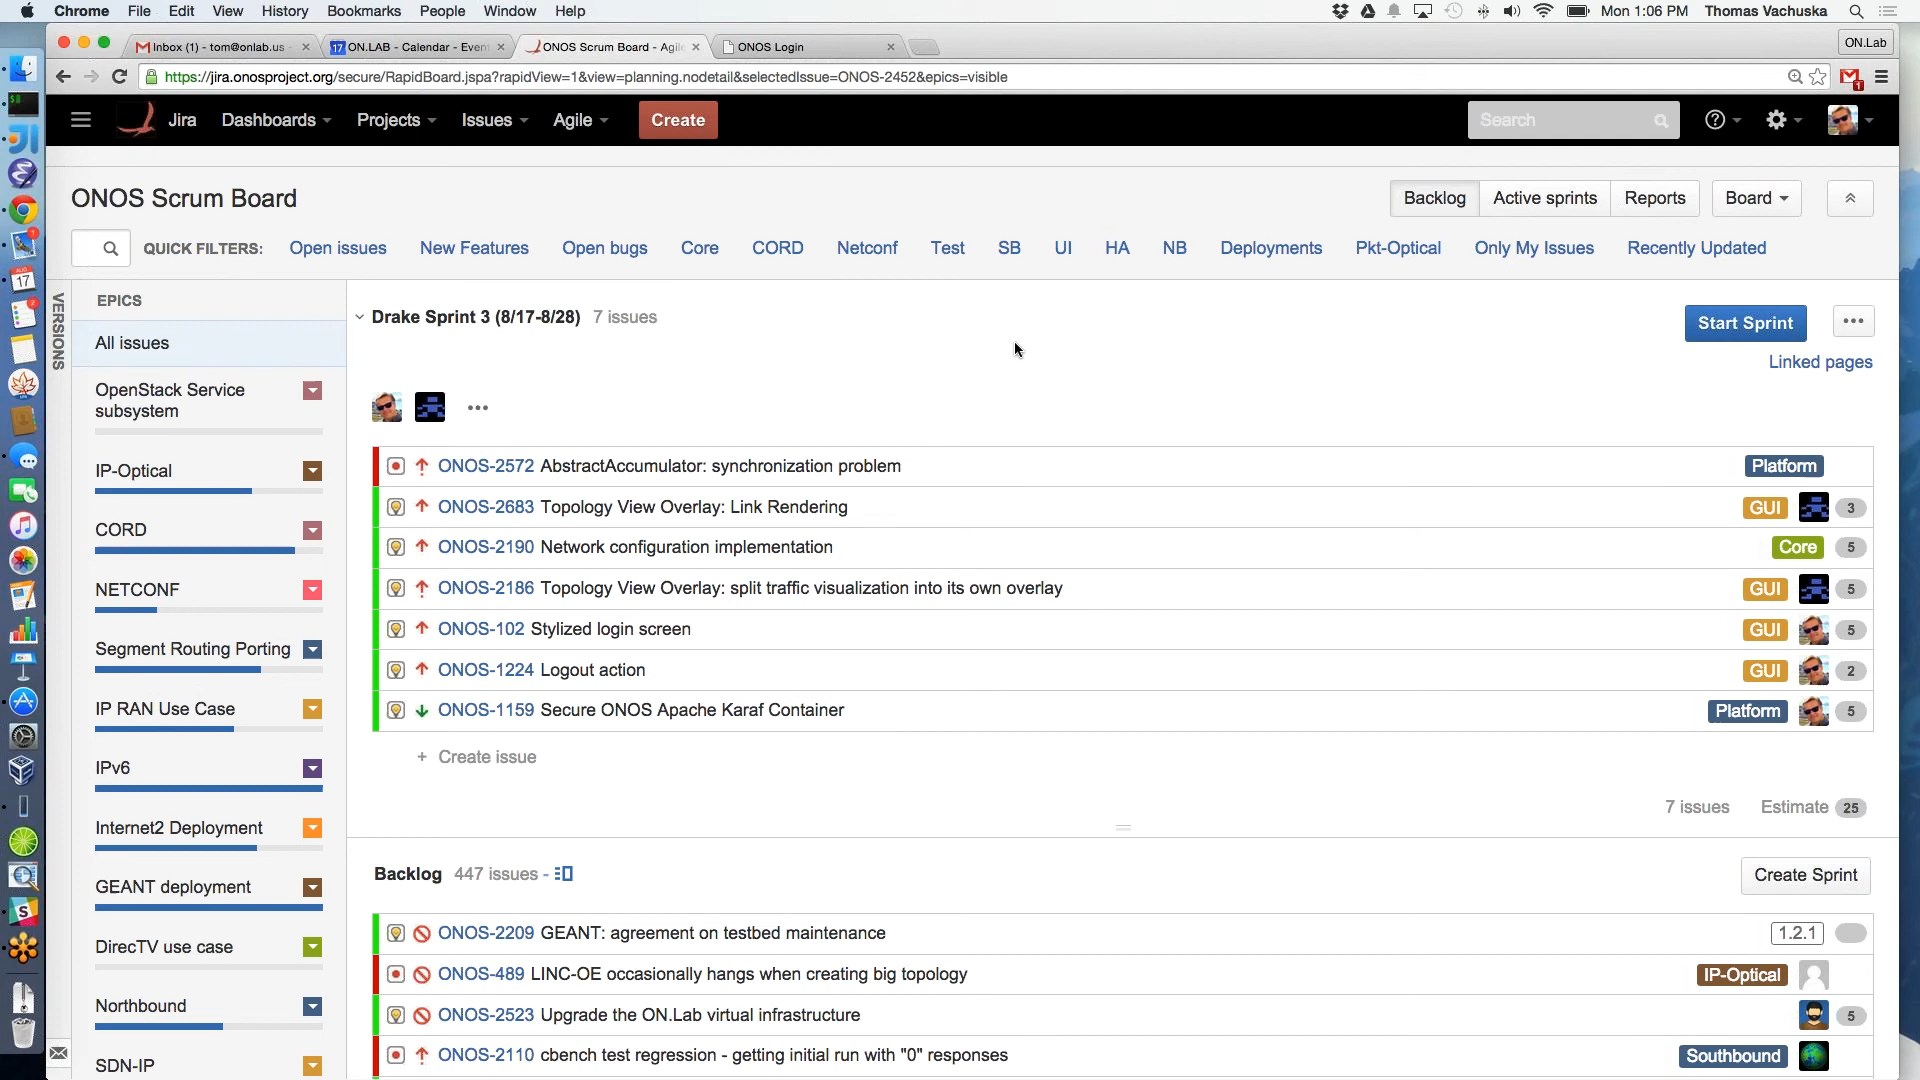 Chrome File Edit View History Bookmarks People Window Help Mon 1:06 PM Thomas Vachuska
Inbox (1) - tom@onlab.us ON.LAB - Calendar - Event ONOS Scrum Board - Agile ONOS Login ON.Lab
https://jira.onosproject.org/secure/RapidBoard.jspa?rapidView=1&view=planning.nodetail&selectedIssue=ONOS-2452&epics=visible
Jira Dashboards Projects Issues Agile Create Search
ONOS Scrum Board Backlog Active sprints Reports Board
QUICK FILTERS: Open issues New Features Open bugs Core CORD Netconf Test SB UI HA NB Deployments Pkt-Optical Only My Issues Recently Updated
VERSIONS
EPICS
All issues
OpenStack Service
subsystem
IP-Optical
CORD
NETCONF
Segment Routing Porting
IP RAN Use Case
IPv6
Internet2 Deployment
GEANT deployment
DirecTV use case
Northbound
SDN-IP
Drake Sprint 3 (8/17-8/28) 7 issues Start Sprint
Linked pages
ONOS-2572 AbstractAccumulator: synchronization problem Platform
ONOS-2683 Topology View Overlay: Link Rendering GUI 3
ONOS-2190 Network configuration implementation Core 5
ONOS-2186 Topology View Overlay: split traffic visualization into its own overlay GUI 5
ONOS-102 Stylized login screen GUI 5
ONOS-1224 Logout action GUI 2
ONOS-1159 Secure ONOS Apache Karaf Container Platform 5
+ Create issue
7 issues Estimate 25
Backlog 447 issues - Create Sprint
ONOS-2209 GEANT: agreement on testbed maintenance 1.2.1
ONOS-489 LINC-OE occasionally hangs when creating big topology IP-Optical
ONOS-2523 Upgrade the ON.Lab virtual infrastructure 5
ONOS-2110 cbench test regression - getting initial run with "0" responses Southbound